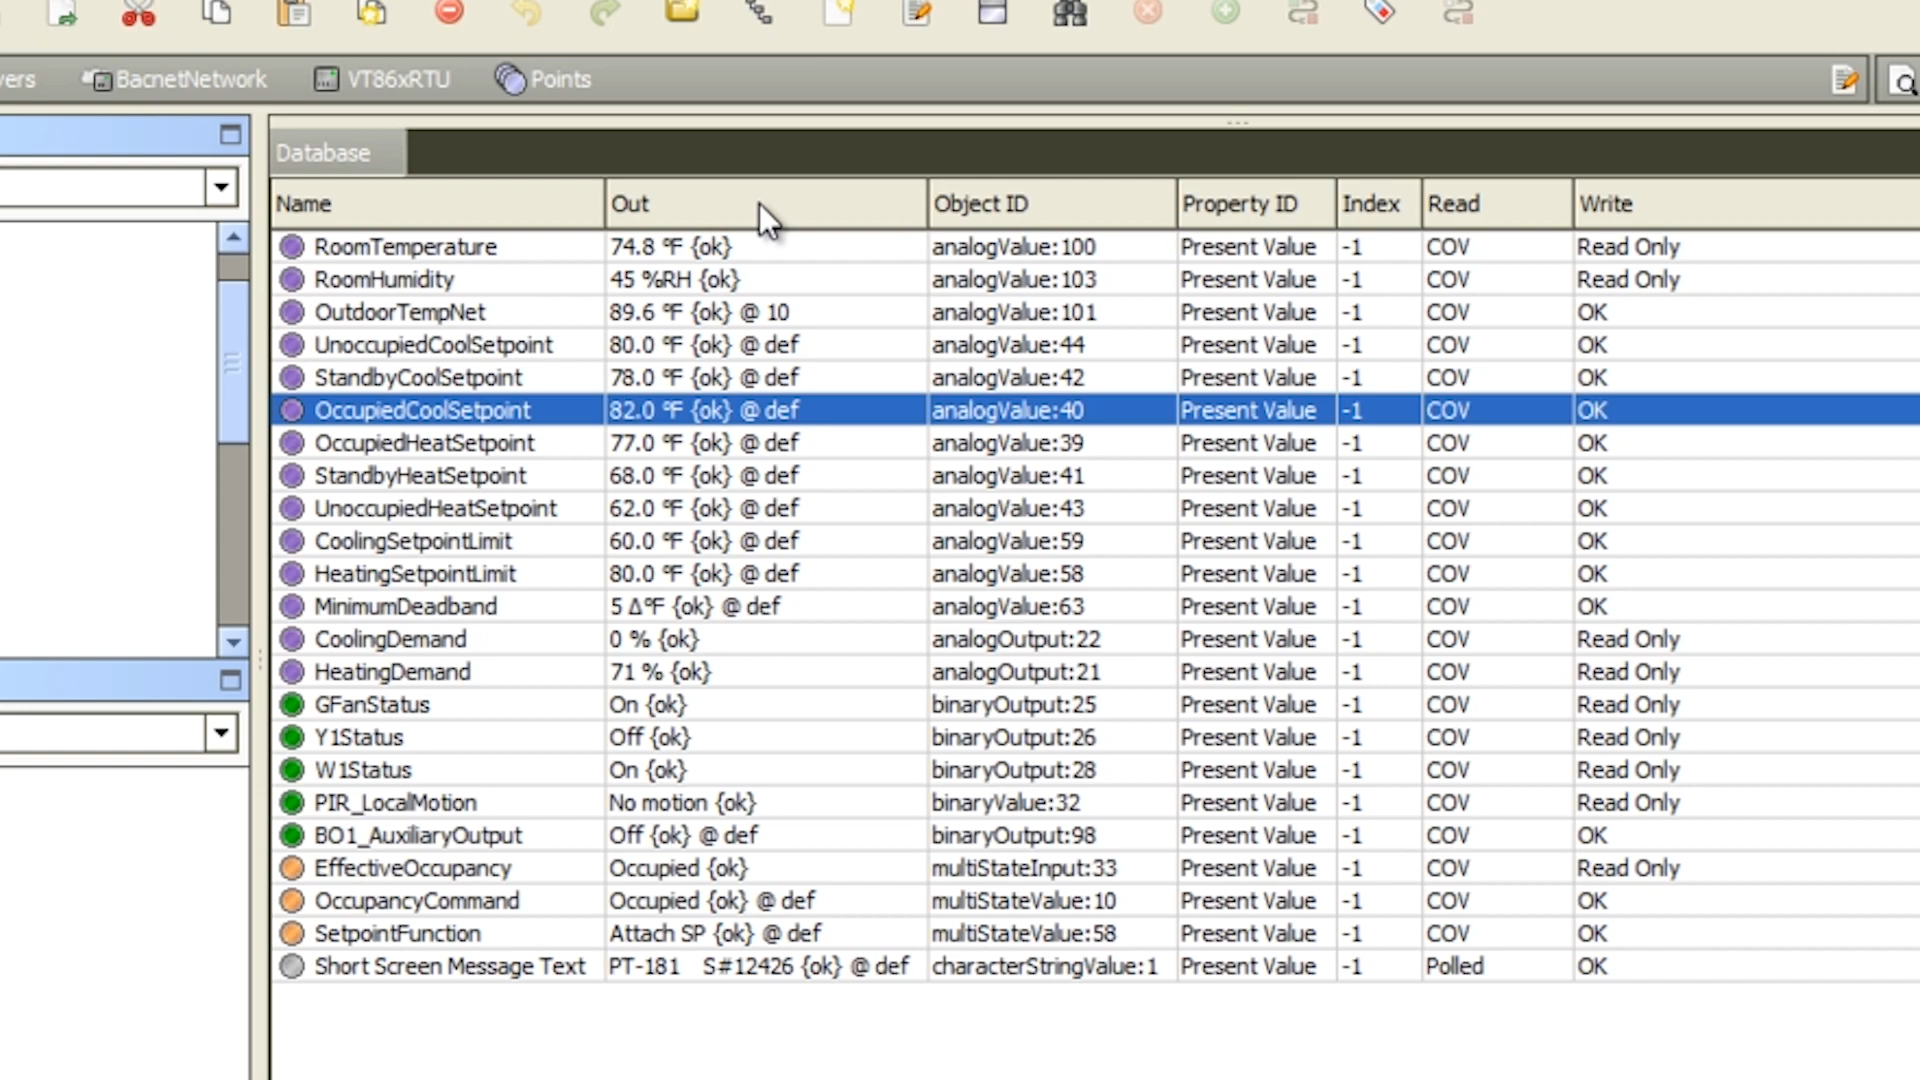 vers BacnetNetwork VT86xRTU Points
Database
Name Out Object ID Property ID Index Read Write
RoomTemperature 74.8 °F {ok} analogValue:100 Present Value -1 COV Read Only
RoomHumidity 45 %RH {ok} analogValue:103 Present Value -1 COV Read Only
OutdoorTempNet 89.6 °F {ok} @ 10 analogValue:101 Present Value -1 COV OK
UnoccupiedCoolSetpoint 80.0 °F {ok} @ def analogValue:44 Present Value -1 COV OK
StandbyCoolSetpoint 78.0 °F {ok} @ def analogValue:42 Present Value -1 COV OK
OccupiedCoolSetpoint 82.0 °F {ok} @ def analogValue:40 Present Value -1 COV OK
OccupiedHeatSetpoint 77.0 °F {ok} @ def analogValue:39 Present Value -1 COV OK
StandbyHeatSetpoint 68.0 °F {ok} @ def analogValue:41 Present Value -1 COV OK
UnoccupiedHeatSetpoint 62.0 °F {ok} @ def analogValue:43 Present Value -1 COV OK
CoolingSetpointLimit 60.0 °F {ok} @ def analogValue:59 Present Value -1 COV OK
HeatingSetpointLimit 80.0 °F {ok} @ def analogValue:58 Present Value -1 COV OK
MinimumDeadband 5 Δ°F {ok} @ def analogValue:63 Present Value -1 COV OK
CoolingDemand 0 % {ok} analogOutput:22 Present Value -1 COV Read Only
HeatingDemand 71 % {ok} analogOutput:21 Present Value -1 COV Read Only
GFanStatus On {ok} binaryOutput:25 Present Value -1 COV Read Only
Y1Status Off {ok} binaryOutput:26 Present Value -1 COV Read Only
W1Status On {ok} binaryOutput:28 Present Value -1 COV Read Only
PIR_LocalMotion No motion {ok} binaryValue:32 Present Value -1 COV Read Only
BO1_AuxiliaryOutput Off {ok} @ def binaryOutput:98 Present Value -1 COV OK
EffectiveOccupancy Occupied {ok} multiStateInput:33 Present Value -1 COV Read Only
OccupancyCommand Occupied {ok} @ def multiStateValue:10 Present Value -1 COV OK
SetpointFunction Attach SP {ok} @ def multiStateValue:58 Present Value -1 COV OK
Short Screen Message Text PT-181 S#12426 {ok} @ def characterStringValue:1 Present Value -1 Polled OK